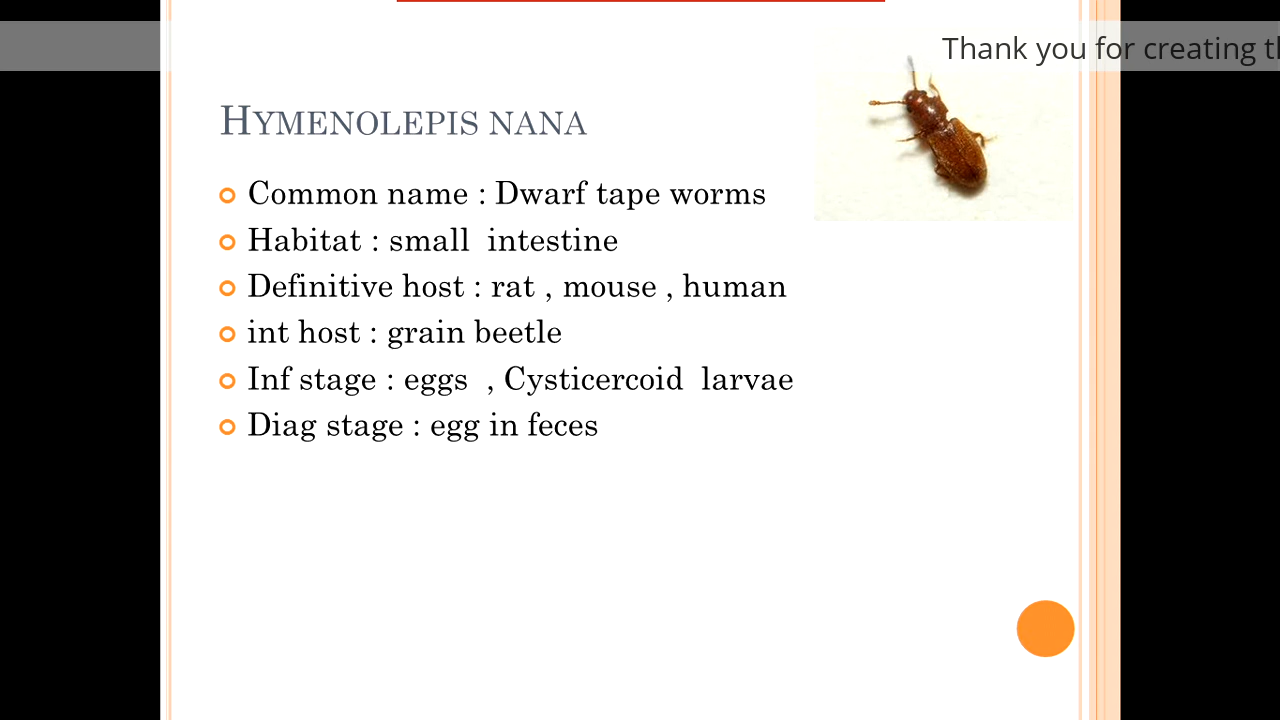 Thank you for creating
HYMENOLEPIS NANA
Common name : Dwarf tape worms
Habitat : small intestine
Definitive host : rat , mouse , human
int host : grain beetle
Inf stage : eggs , Cysticercoid larvae
Diag stage : egg in feces